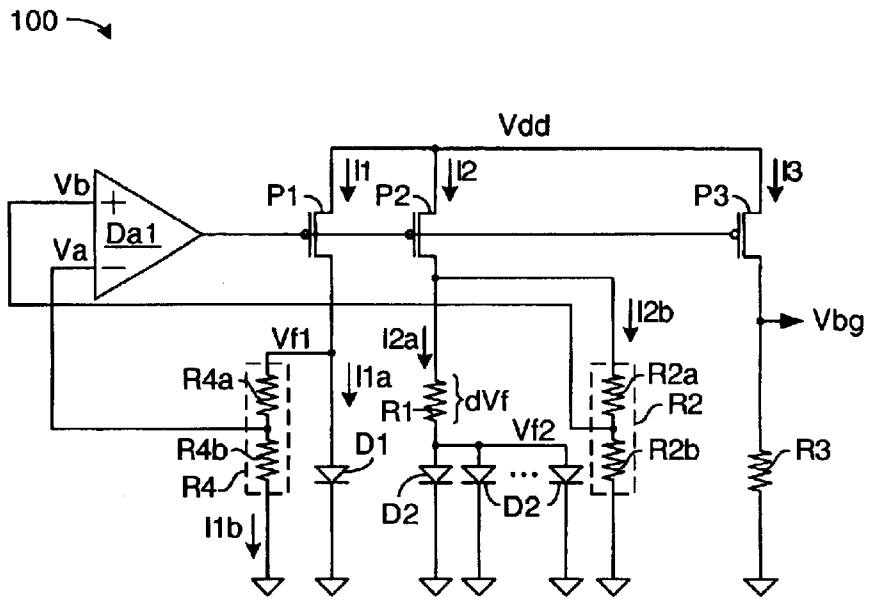 100
Vdd
I1
I2
I3
P1
P2
P3
Vb
+
Da1
Va
−
Vbg
I2b
Vf1
I2a
I1a
R4a
R1
dVf
R2a
R2
Vf2
R4b
D1
R2b
R3
R4
D2
...
D2
I1b